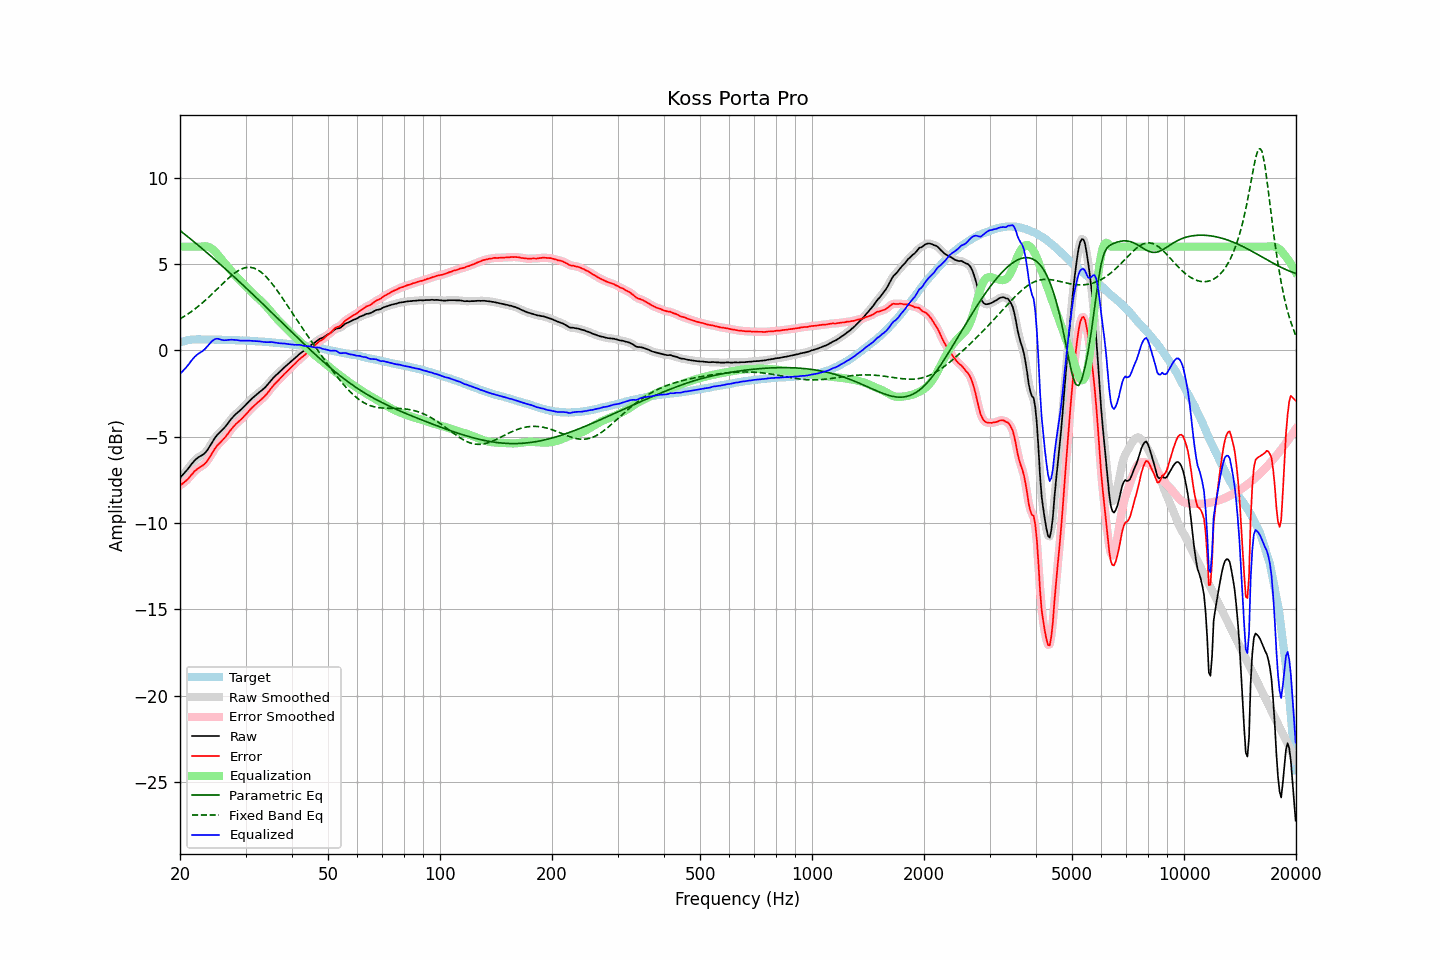 Koss Porta Pro
Amplitude (dBr)
10
5
0
−5
−10
−15
−20
−25
Target
Raw Smoothed
Error Smoothed
Raw
Error
Equalization
Parametric Eq
Fixed Band Eq
Equalized
20 50 100 200 500 1000 2000 5000 10000 20000
Frequency (Hz)